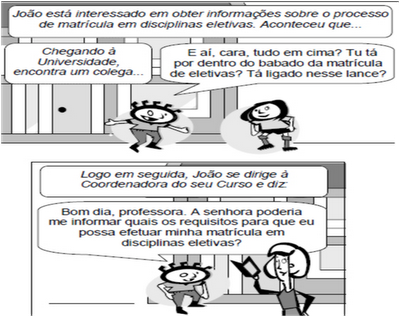 João está interessado em obter informações sobre o processo
de matrícula em disciplinas eletivas. Aconteceu que...
Chegando à
Universidade,
encontra um colega...
E aí, cara, tudo em cima? Tu tá
por dentro do babado da matrícula
de eletivas? Tá ligado nesse lance?
Logo em seguida, João se dirige à
Coordenadora do seu Curso e diz:
Bom dia, professora. A senhora poderia
me informar quais os requisitos para que eu
possa efetuar minha matrícula em
disciplinas eletivas?